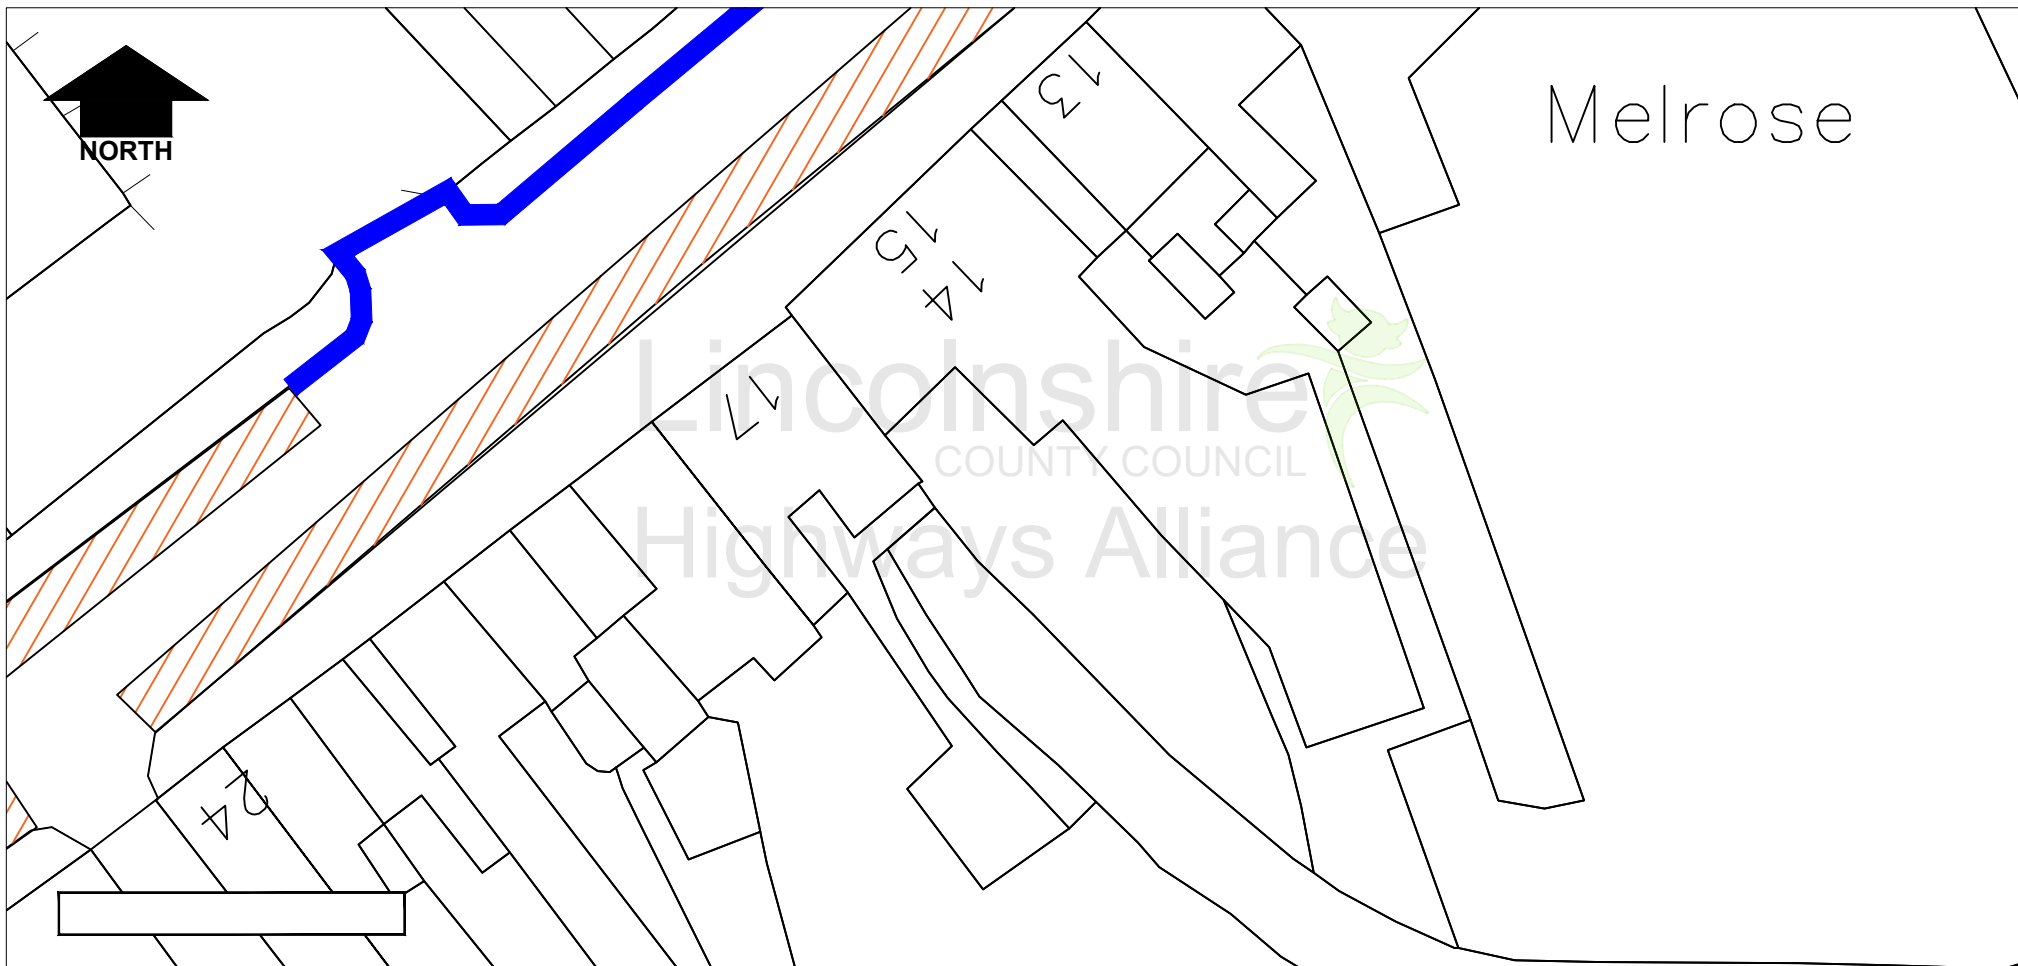 NORTH
13
Melrose
15
14
Lincolnshire
COUNTY COUNCIL
Highways Alliance
17
24